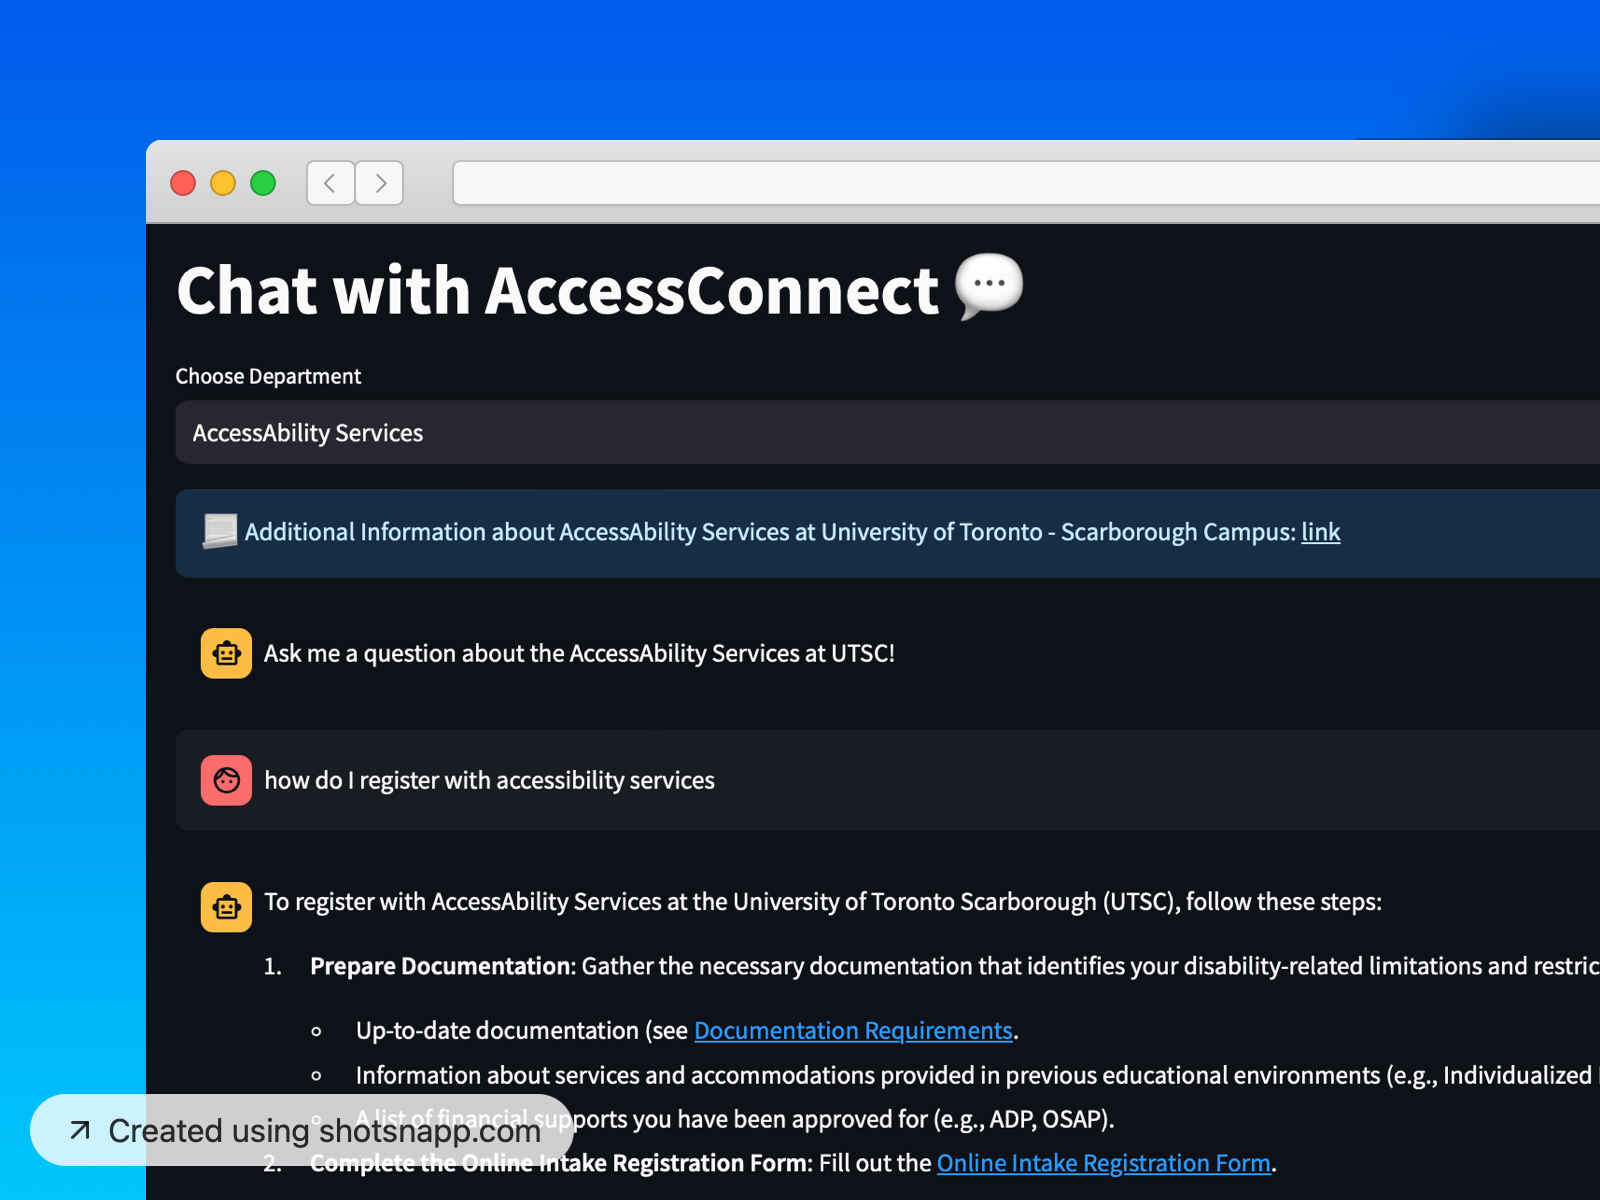 Chat with AccessConnect
Choose Department
AccessAbility Services
Additional Information about AccessAbility Services at University of Toronto - Scarborough Campus: link
Ask me a question about the AccessAbility Services at UTSC!
how do I register with accessibility services
To register with AccessAbility Services at the University of Toronto Scarborough (UTSC), follow these steps:
1. Prepare Documentation: Gather the necessary documentation that identifies your disability-related limitations and restric
Up-to-date documentation (see Documentation Requirements.
Information about services and accommodations provided in previous educational environments (e.g., Individualized
A list of financial supports you have been approved for (e.g., ADP, OSAP).
2. Complete the Online Intake Registration Form: Fill out the Online Intake Registration Form.
Created using shotsnapp.com